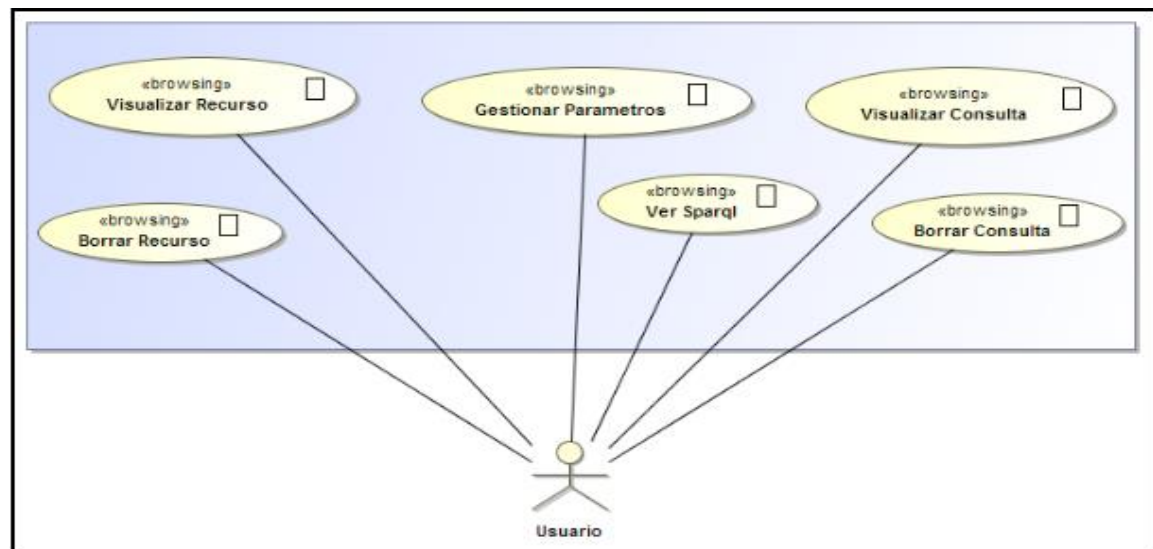 «browsing»
Visualizar Recurso
«browsing»
Gestionar Parametros
«browsing»
Visualizar Consulta
«browsing»
Borrar Recurso
«browsing»
Ver Sparql
«browsing»
Borrar Consulta
Usuario